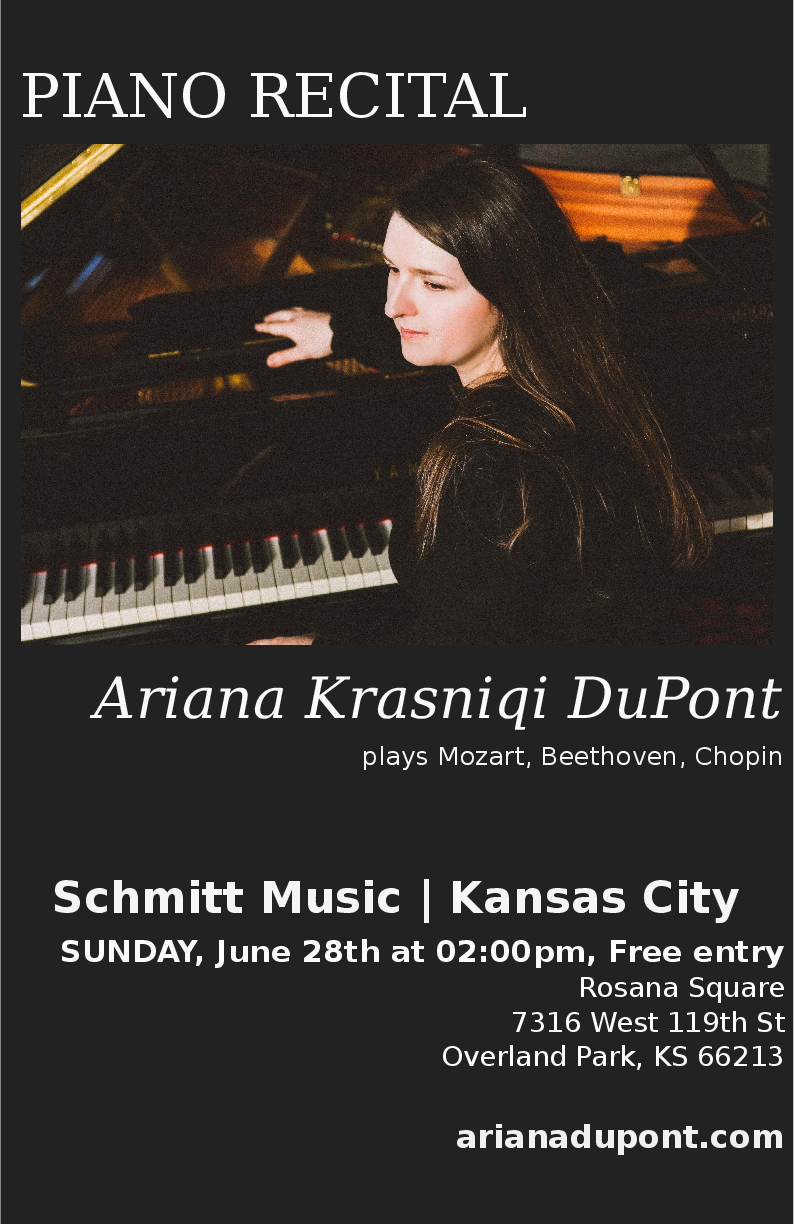 PIANO RECITAL
Ariana Krasniqi DuPont
plays Mozart, Beethoven, Chopin
Schmitt Music | Kansas City
SUNDAY, June 28th at 02:00pm, Free entry
Rosana Square
7316 West 119th St
Overland Park, KS 66213
arianadupont.com